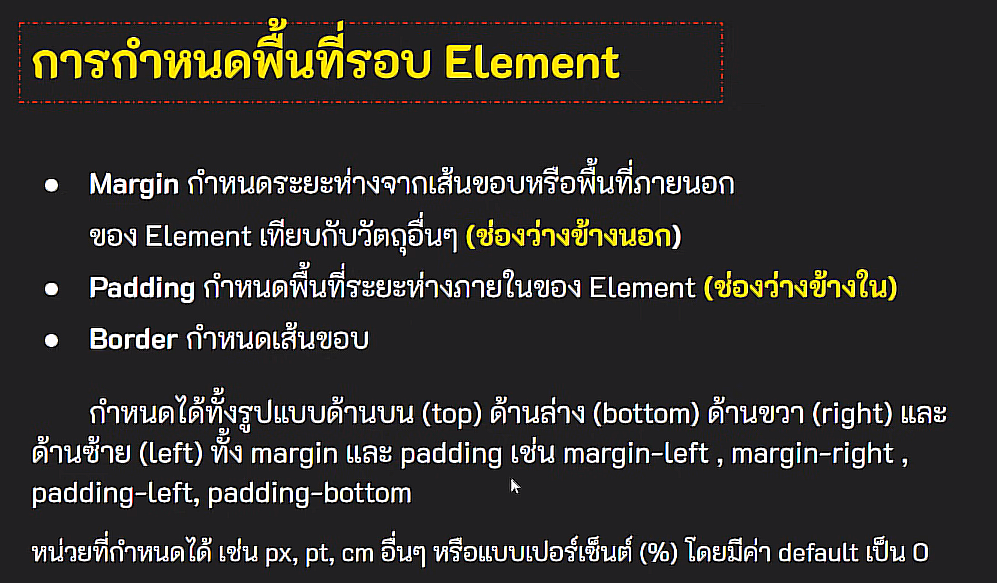 การกำหนดพื้นที่รอบ Element
● Margin กำหนดระยะห่างจากเส้นขอบหรือพื้นที่ภายนอก
ของ Element เทียบกับวัตถุอื่นๆ (ช่องว่างข้างนอก)
● Padding กำหนดพื้นที่ระยะห่างภายในของ Element (ช่องว่างข้างใน)
● Border กำหนดเส้นขอบ
กำหนดได้ทั้งรูปแบบด้านบน (top) ด้านล่าง (bottom) ด้านขวา (right) และ
ด้านซ้าย (left) ทั้ง margin และ padding เช่น margin-left , margin-right ,
padding-left, padding-bottom
หน่วยที่กำหนดได้ เช่น px, pt, cm อื่นๆ หรือแบบเปอร์เซ็นต์ (%) โดยมีค่า default เป็น 0